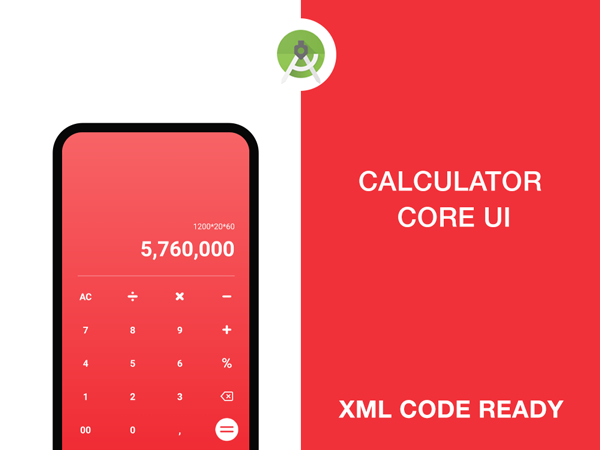 1200*20*60
5,760,000
AC ÷ × −
7 8 9 +
4 5 6 %
1 2 3
00 0 , =
CALCULATOR
CORE UI
XML CODE READY